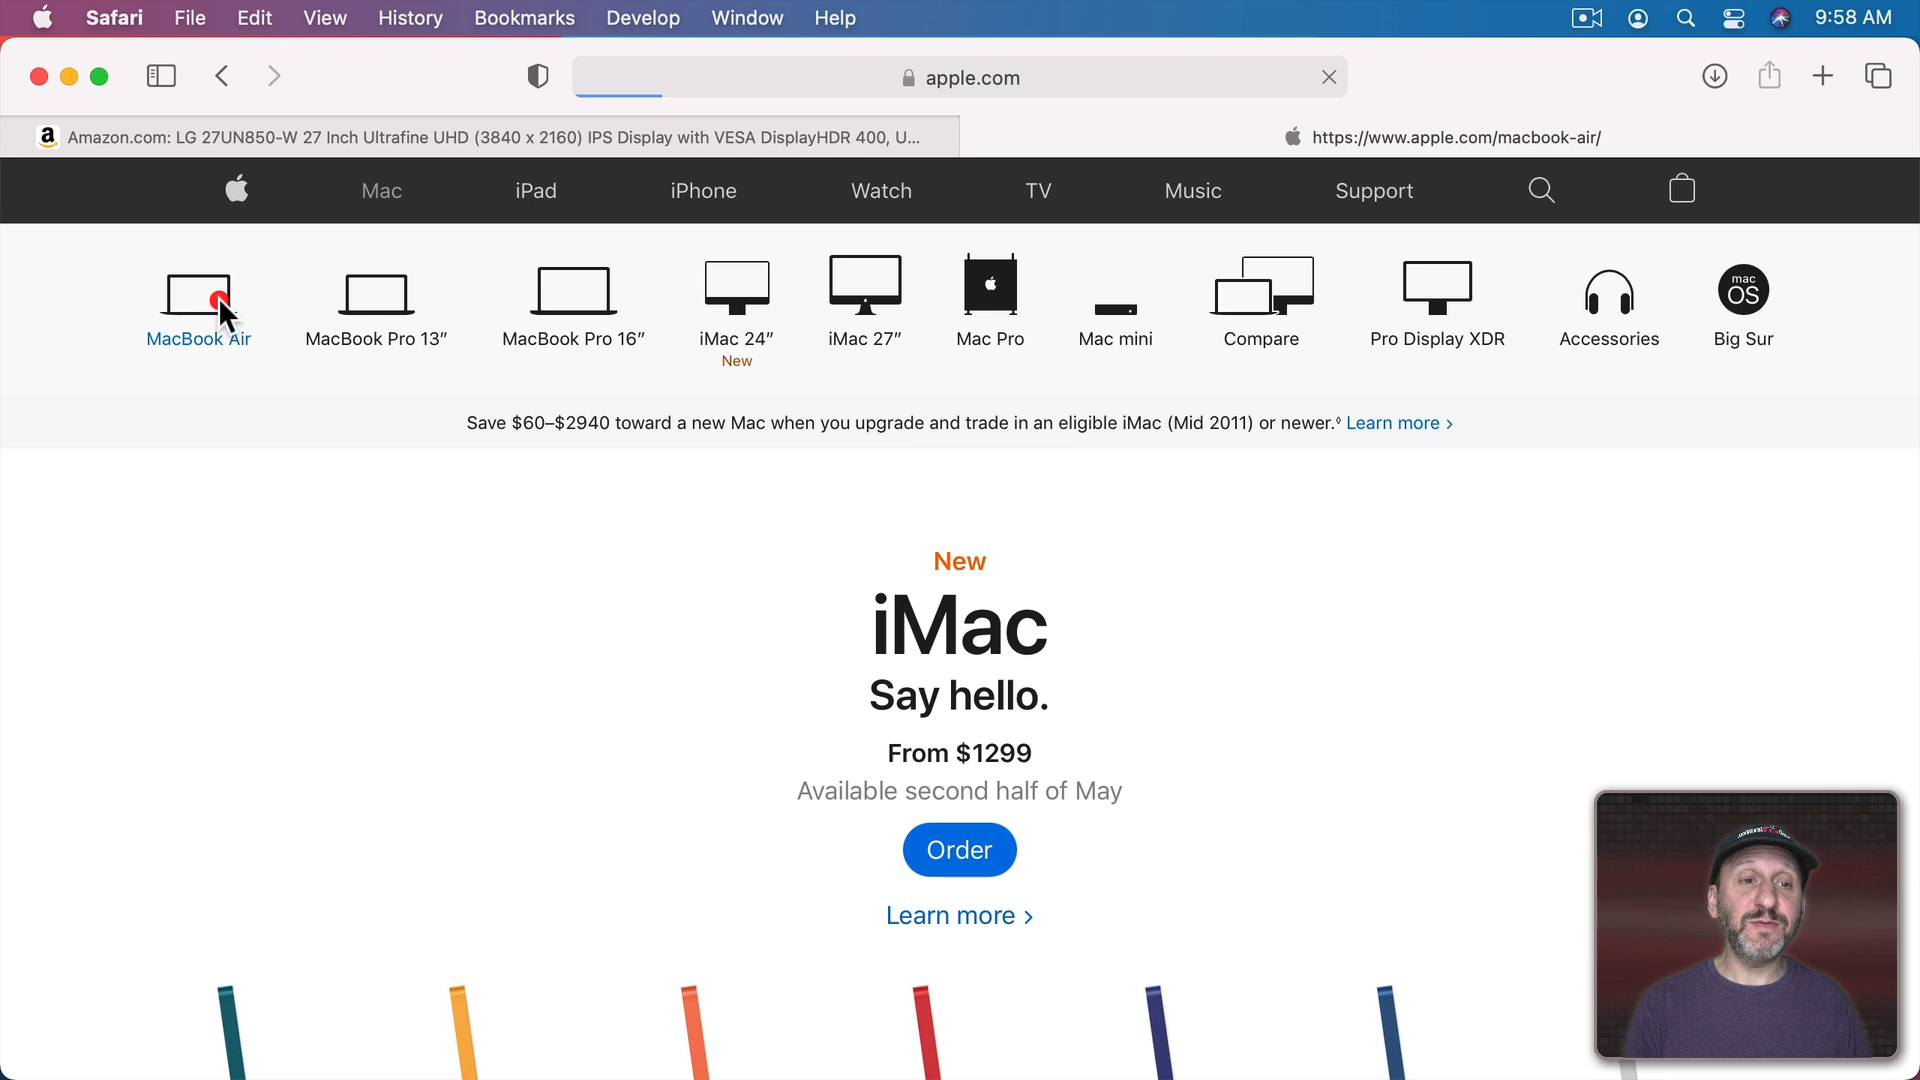 Safari File Edit View History Bookmarks Develop Window Help 9:58 AM
apple.com
a Amazon.com: LG 27UN850-W 27 Inch Ultrafine UHD (3840 x 2160) IPS Display with VESA DisplayHDR 400, U... https://www.apple.com/macbook-air/
Mac iPad iPhone Watch TV Music Support
mac
OS
MacBook Air MacBook Pro 13” MacBook Pro 16” iMac 24” iMac 27” Mac Pro Mac mini Compare Pro Display XDR Accessories Big Sur
New
Save $60–$2940 toward a new Mac when you upgrade and trade in an eligible iMac (Mid 2011) or newer.◊ Learn more >
New
iMac
Say hello.
From $1299
Available second half of May
Order
Learn more >